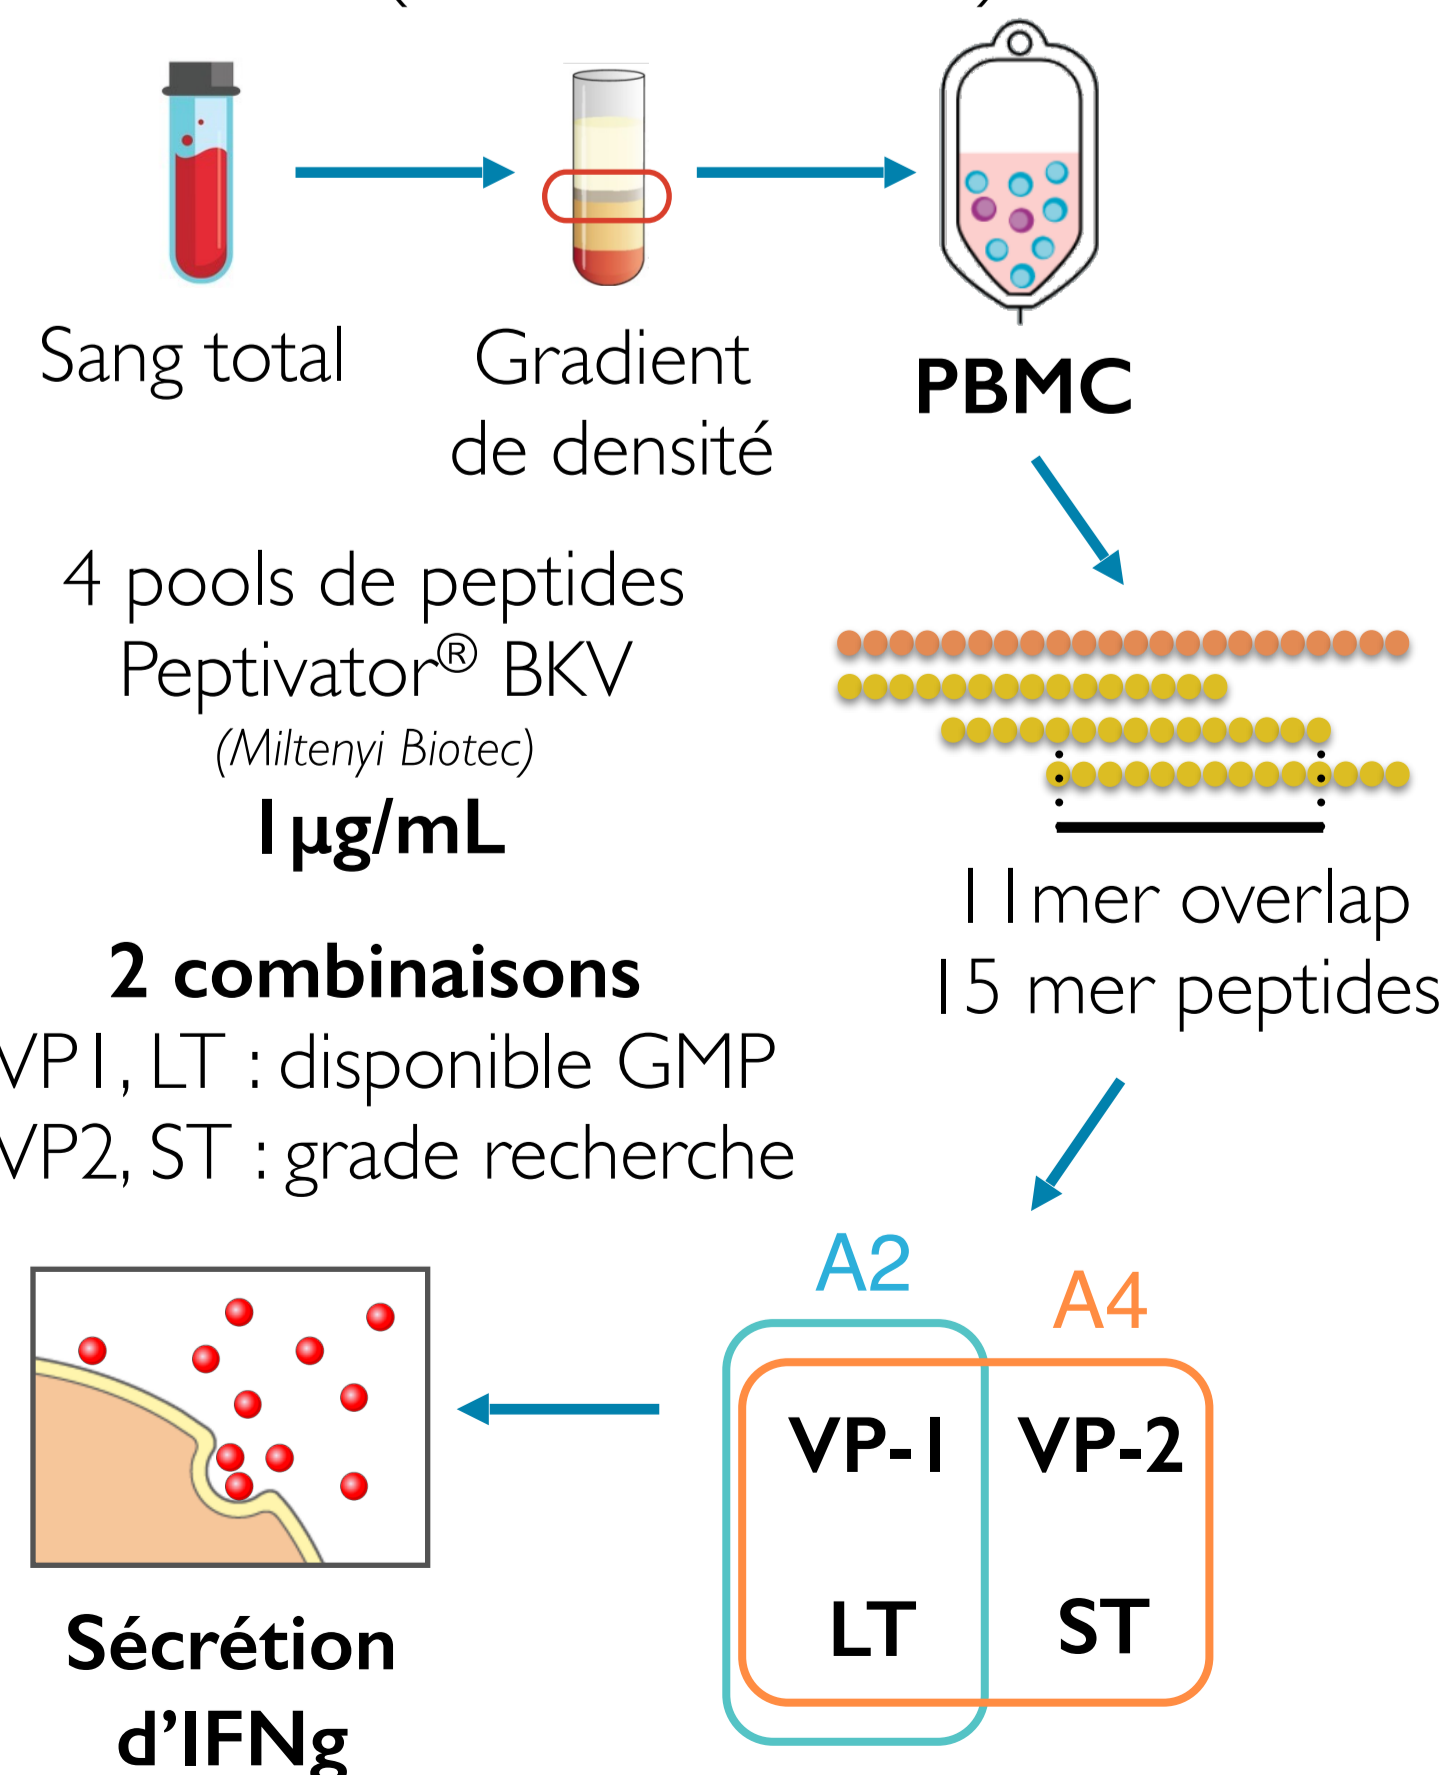 Sang total
Gradient
de densité
PBMC
4 pools de peptides
Peptivator® BKV
(Miltenyi Biotec)
1µg/mL
11mer overlap
15 mer peptides
2 combinaisons
VP1, LT : disponible GMP
VP2, ST : grade recherche
A2
A4
VP-1 VP-2
LT ST
Sécrétion
d’IFNg